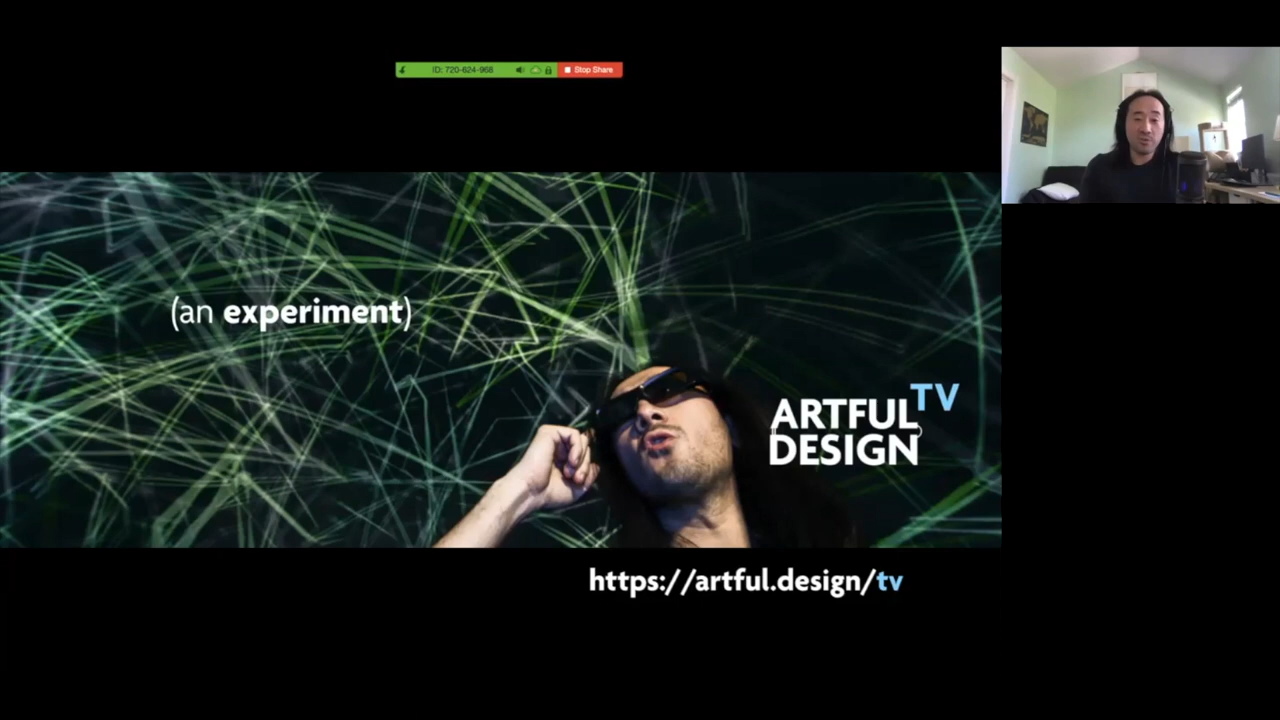 ID: 720-624-968
Stop Share
(an experiment)
ARTFUL TV
DESIGN
https://artful.design/tv